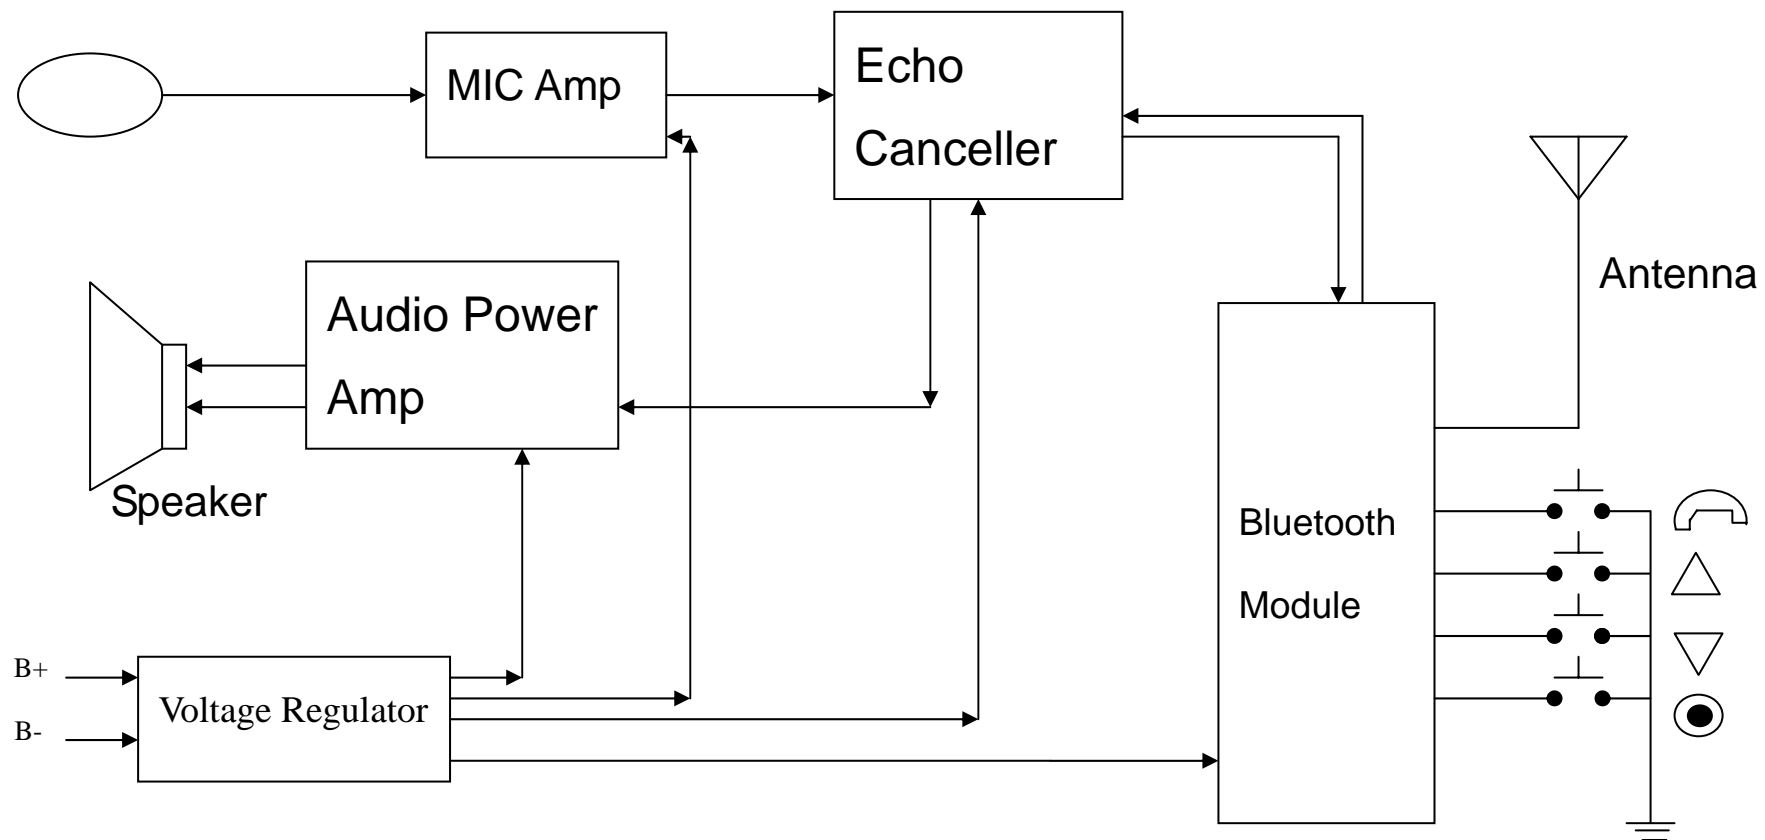 MIC Amp
Echo
Canceller
Antenna
Audio Power
Amp
Speaker
Bluetooth
Module
B+
Voltage Regulator
B-